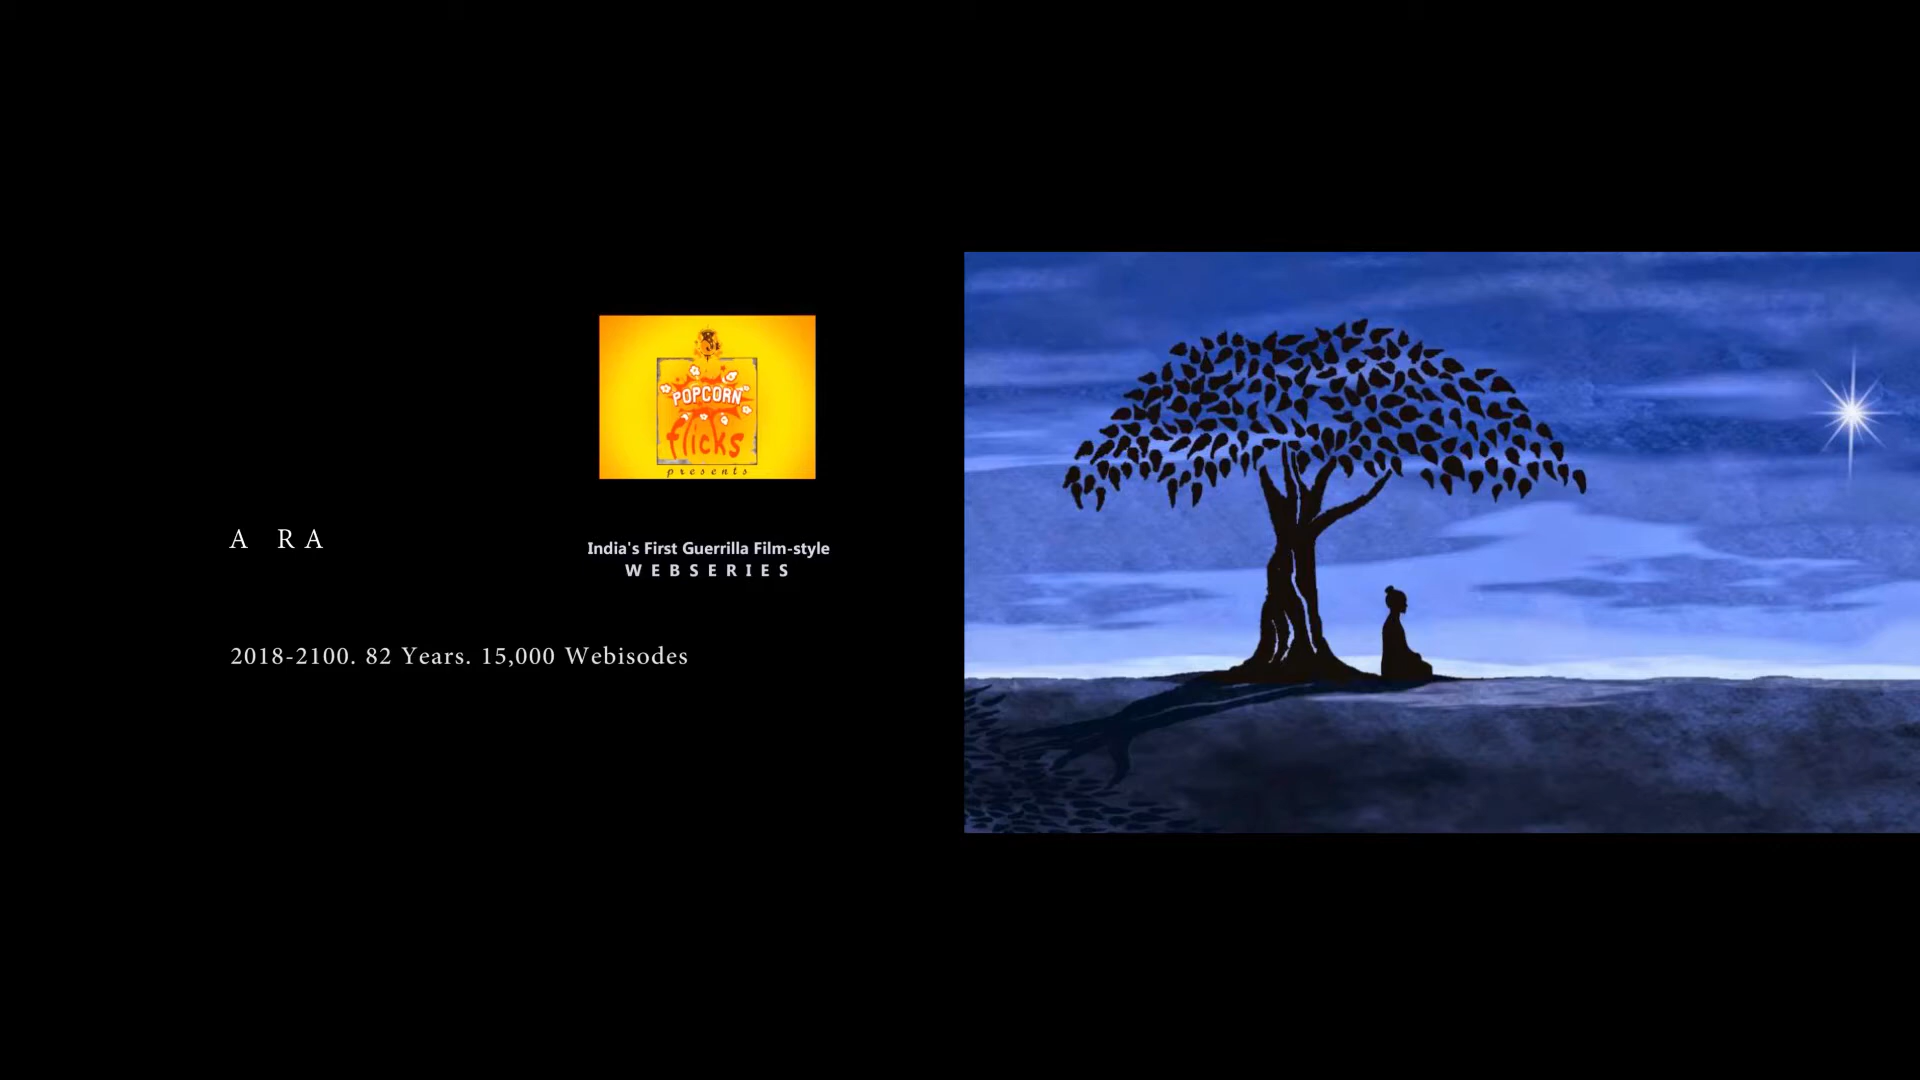 POPCORN
flicks
presents
A RA
India's First Guerrilla Film-style
WEBSERIES
2018-2100. 82 Years. 15,000 Webisodes